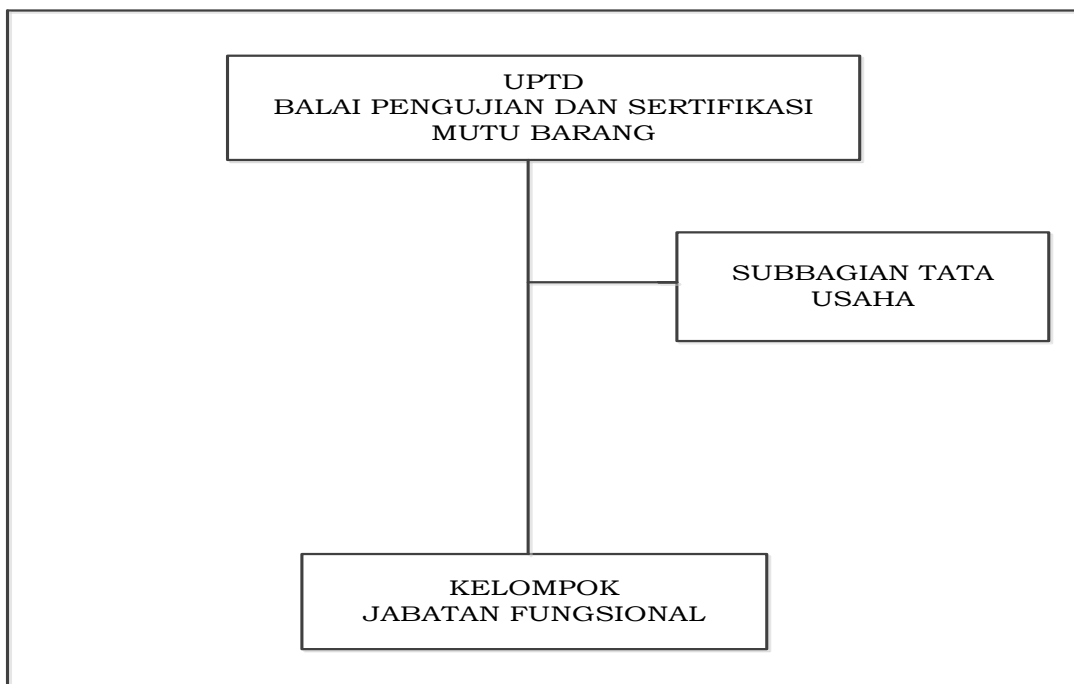 UPTD
BALAI PENGUJIAN DAN SERTIFIKASI
MUTU BARANG
SUBBAGIAN TATA
USAHA
KELOMPOK
JABATAN FUNGSIONAL